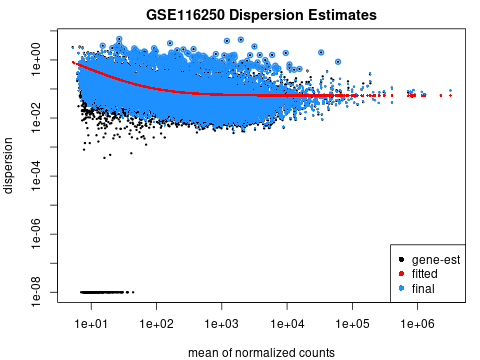 GSE116250 Dispersion Estimates
dispersion
1e+00
1e-02
1e-04
1e-06
1e-08
1e+01
1e+02
1e+03
1e+04
1e+05
1e+06
mean of normalized counts
gene-est
fitted
final